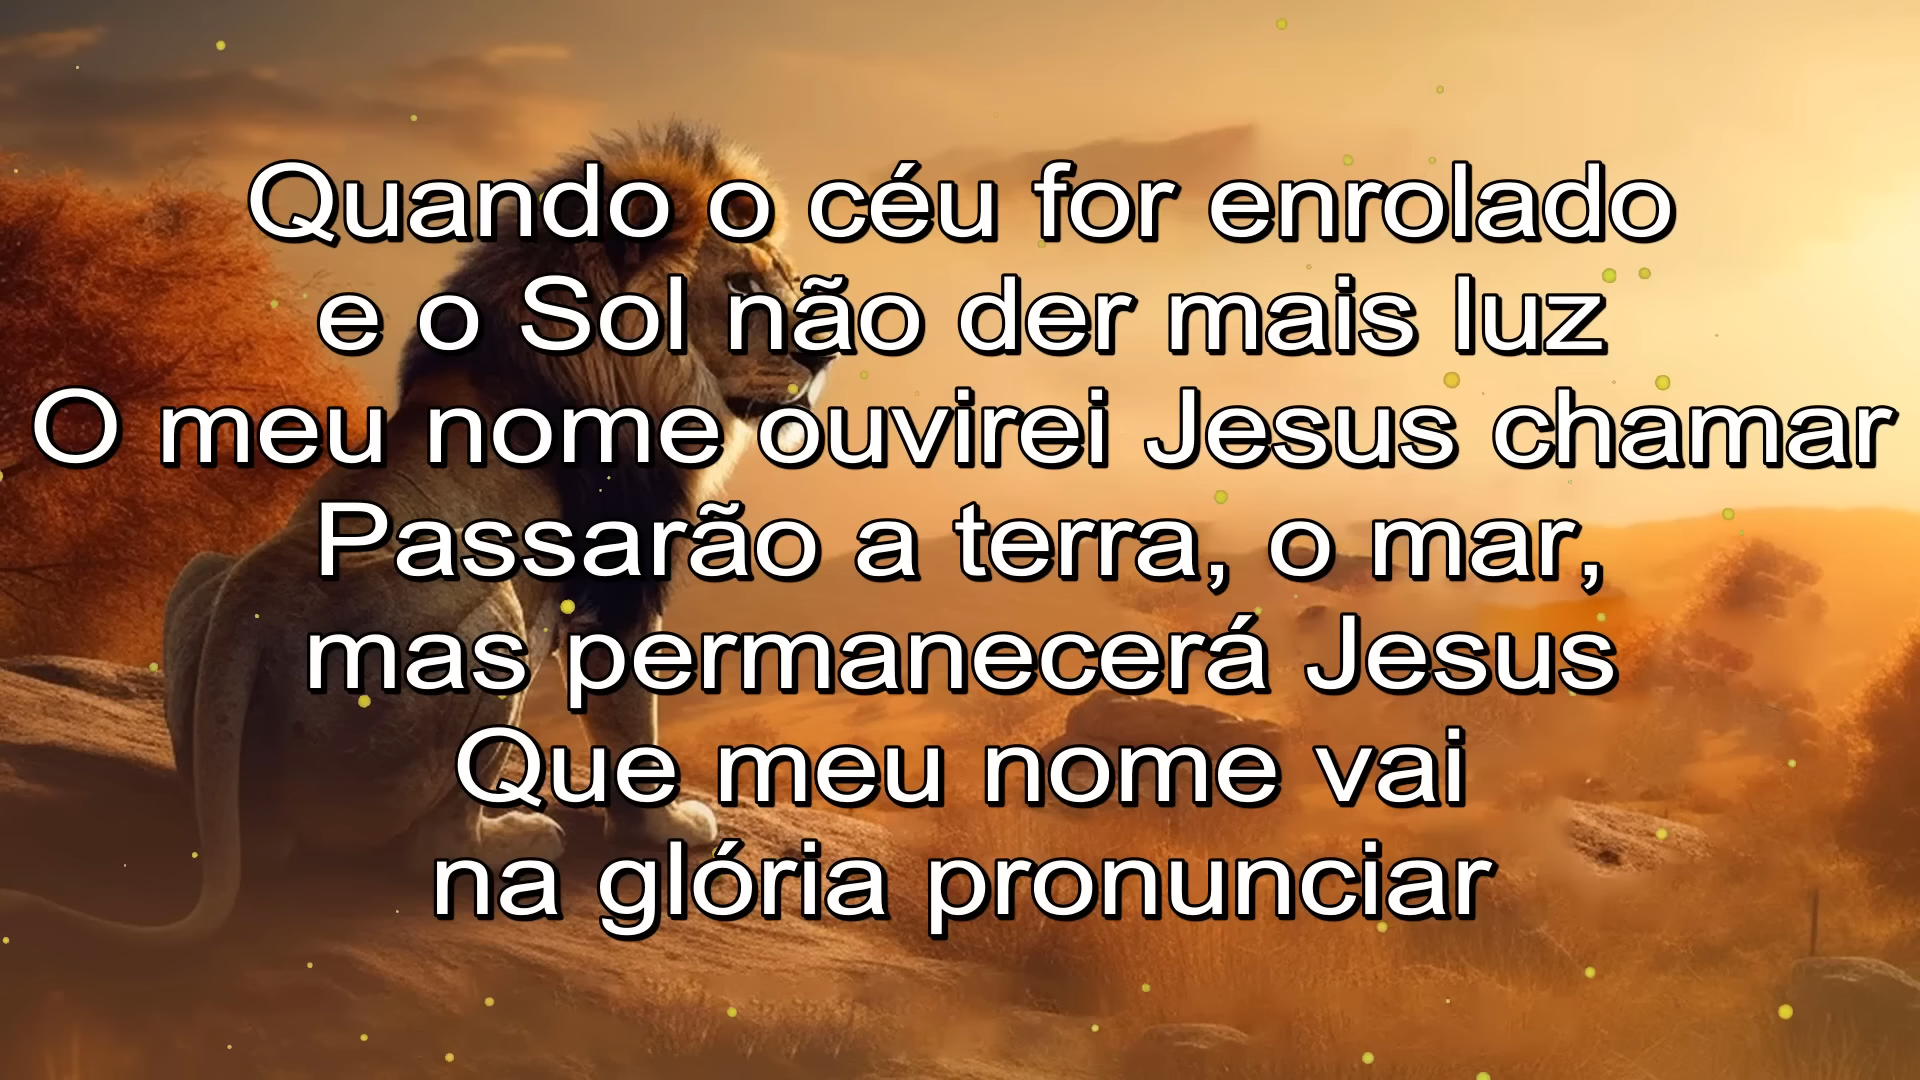 Quando o céu for enrolado
e o Sol não der mais luz
O meu nome ouvirei Jesus chamar
Passarão a terra, o mar,
mas permanecerá Jesus
Que meu nome vai
na glória pronunciar